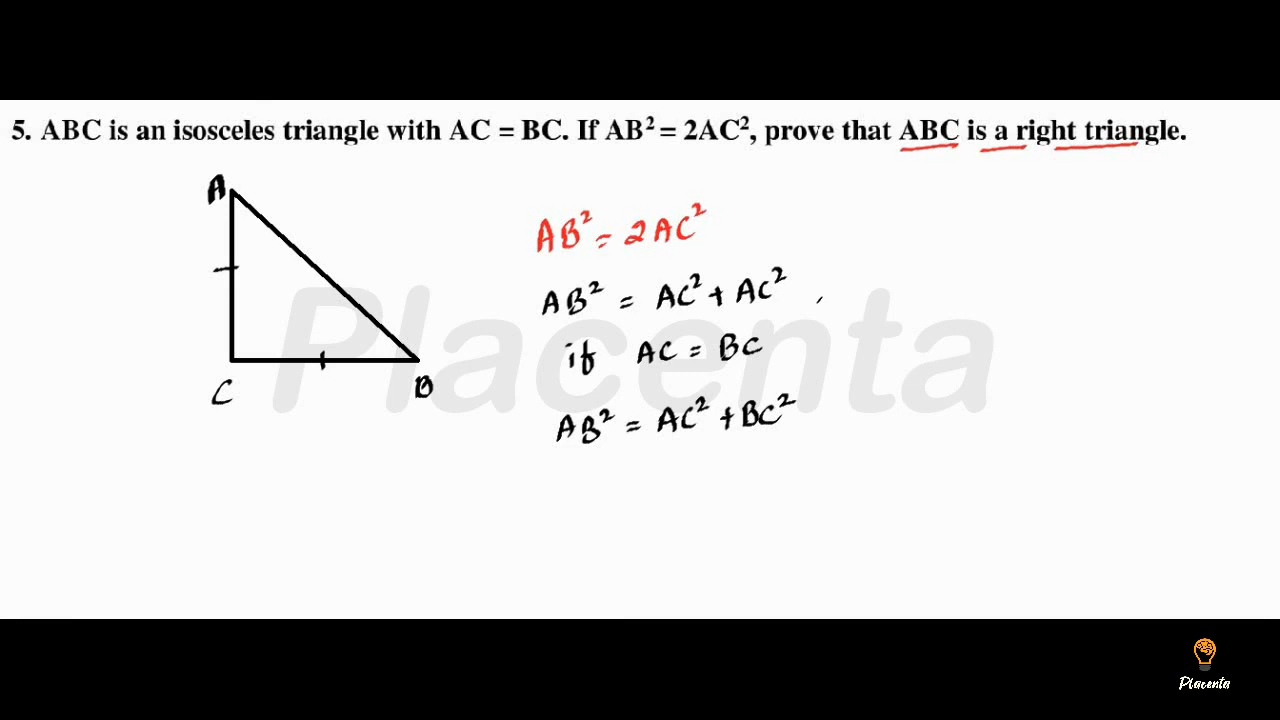 5. ABC is an isosceles triangle with AC = BC. If AB² = 2AC², prove that ABC is a right triangle.
A
AB² = 2AC²
AB² = AC² + AC²
if AC = BC
C B
AB² = AC² + BC²
Placenta
Placenta